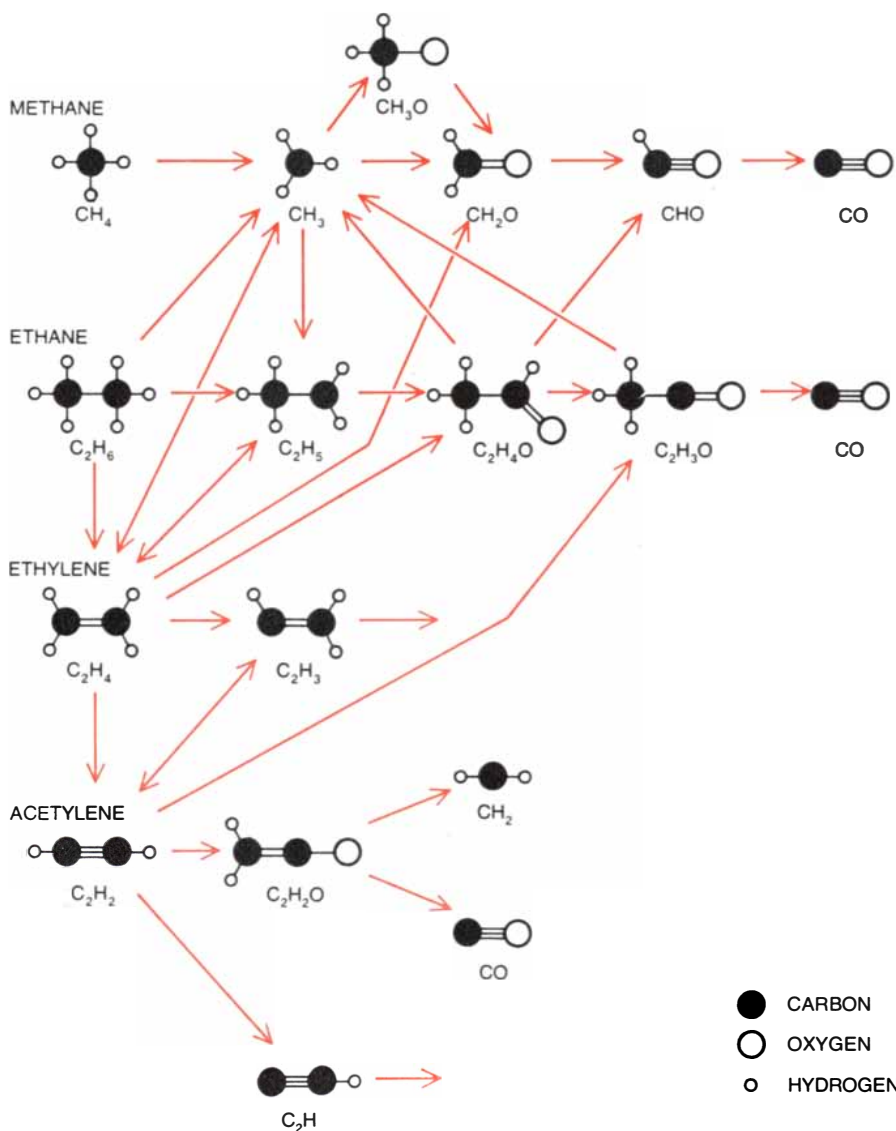 CH₃O
METHANE
CH₄
CH₃
CH₂O
CHO
CO
ETHANE
C₂H₆
C₂H₅
C₂H₄O
C₂H₃O
CO
ETHYLENE
C₂H₄
C₂H₃
CH₂
ACETYLENE
C₂H₂
C₂H₂O
CO
CARBON
OXYGEN
HYDROGEN
C₂H